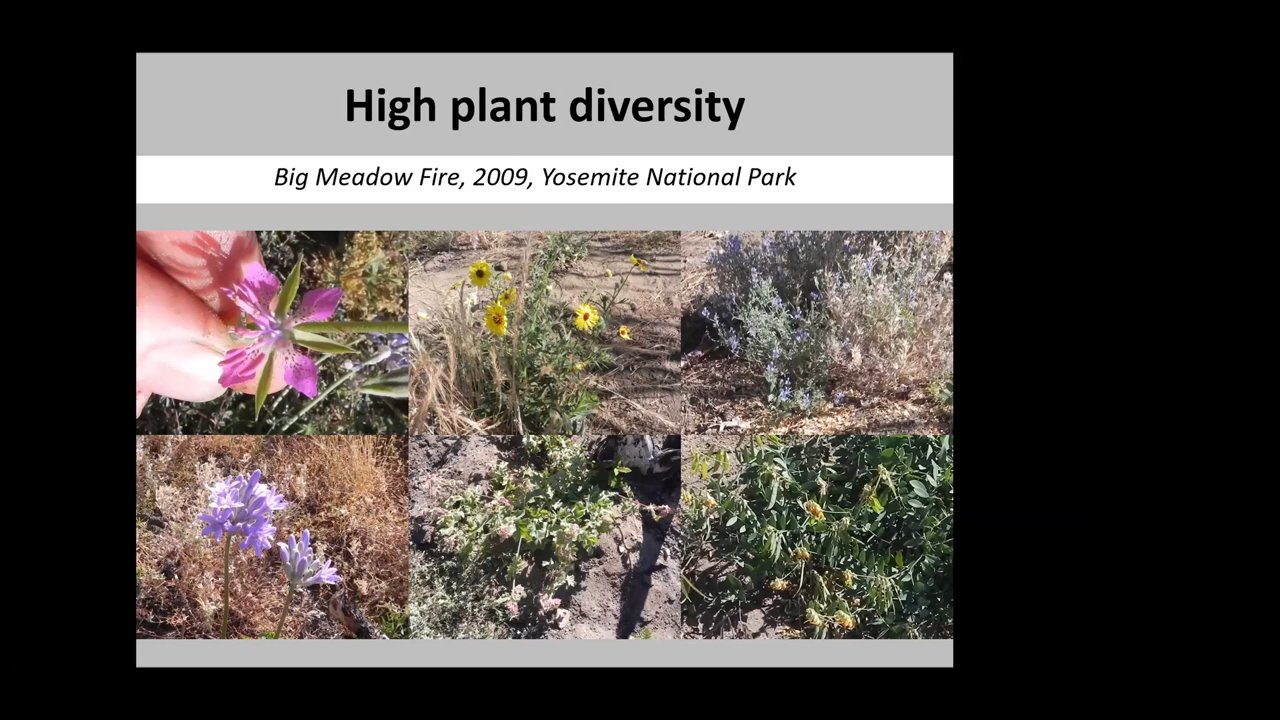 High plant diversity
Big Meadow Fire, 2009, Yosemite National Park